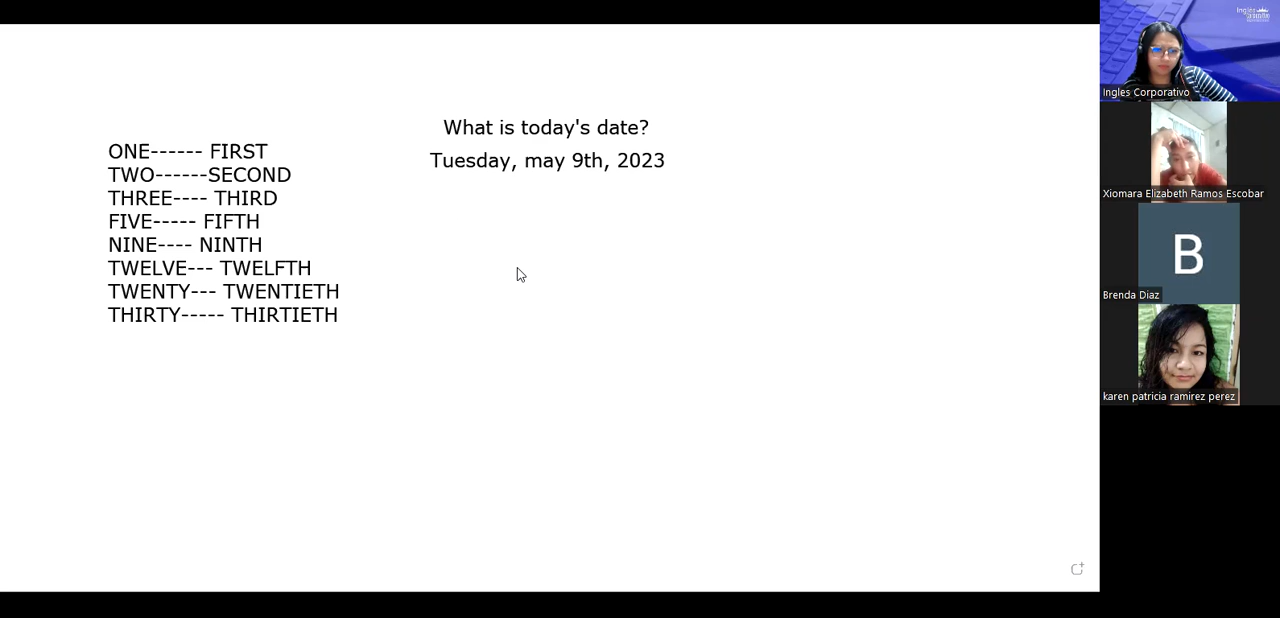 What is today's date?
Tuesday, may 9th, 2023
ONE------ FIRST
TWO------SECOND
THREE---- THIRD
FIVE----- FIFTH
NINE---- NINTH
TWELVE--- TWELFTH
TWENTY--- TWENTIETH
THIRTY----- THIRTIETH
Ingles
Ingles Corporativo
Xiomara Elizabeth Ramos Escobar
B
Brenda Diaz
karen patricia ramirez perez